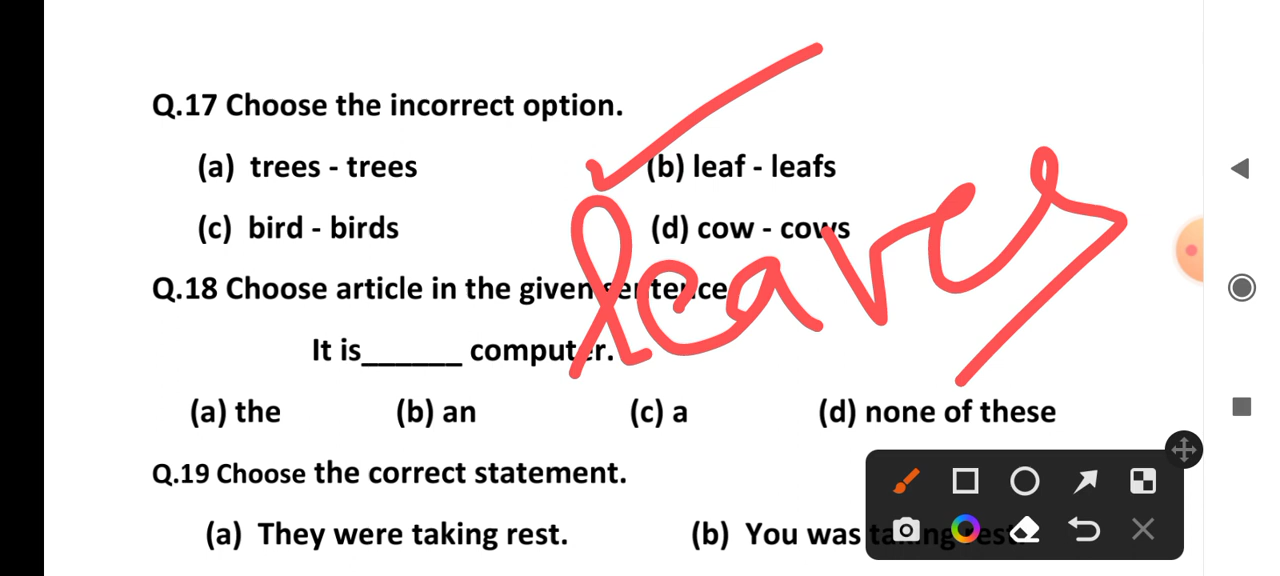 Q.17 Choose the incorrect option.
(a) trees - trees (b) leaf - leafs
(c) bird - birds (d) cow - cows
leaves
Q.18 Choose article in the given sentence
It is______ computer.
(a) the (b) an (c) a (d) none of these
Q.19 Choose the correct statement.
(a) They were taking rest. (b) You was taking rest.